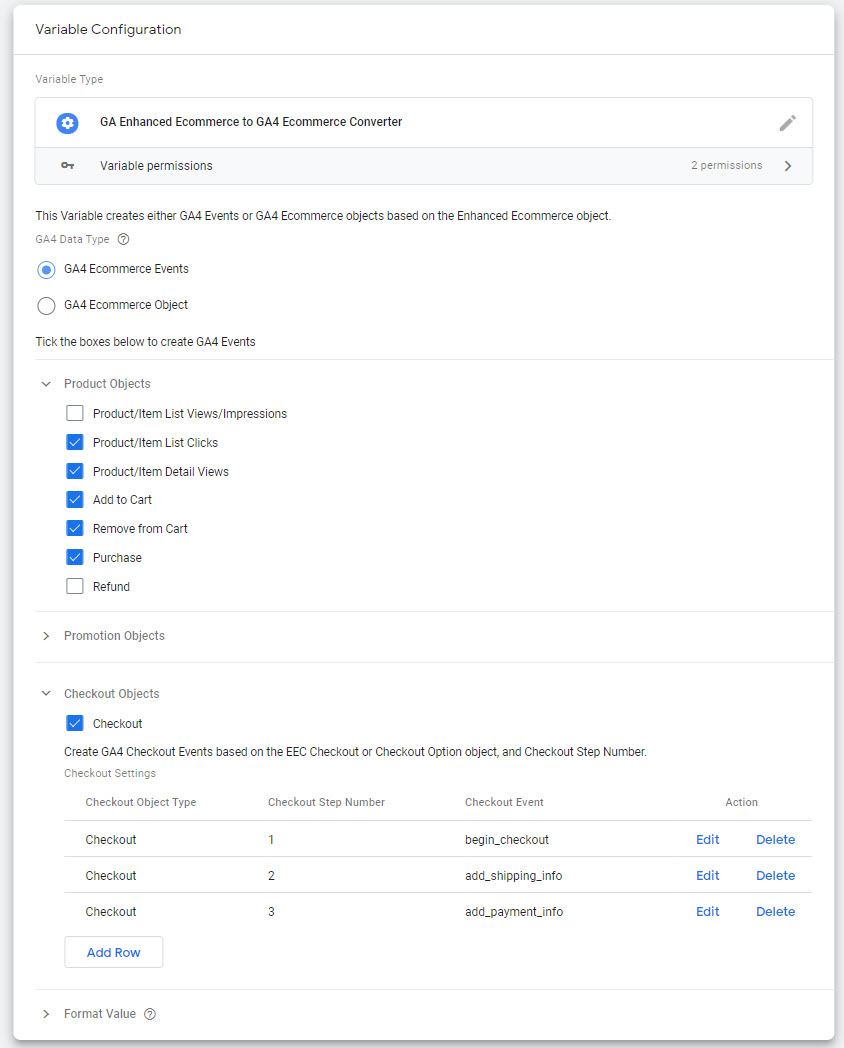 Variable Configuration
Variable Type
GA Enhanced Ecommerce to GA4 Ecommerce Converter
Variable permissions 2 permissions
This Variable creates either GA4 Events or GA4 Ecommerce objects based on the Enhanced Ecommerce object.
GA4 Data Type
GA4 Ecommerce Events
GA4 Ecommerce Object
Tick the boxes below to create GA4 Events
Product Objects
Product/Item List Views/Impressions
Product/Item List Clicks
Product/Item Detail Views
Add to Cart
Remove from Cart
Purchase
Refund
Promotion Objects
Checkout Objects
Checkout
Create GA4 Checkout Events based on the EEC Checkout or Checkout Option object, and Checkout Step Number.
Checkout Settings
Checkout Object Type Checkout Step Number Checkout Event Action
Checkout 1 begin_checkout Edit Delete
Checkout 2 add_shipping_info Edit Delete
Checkout 3 add_payment_info Edit Delete
Add Row
Format Value